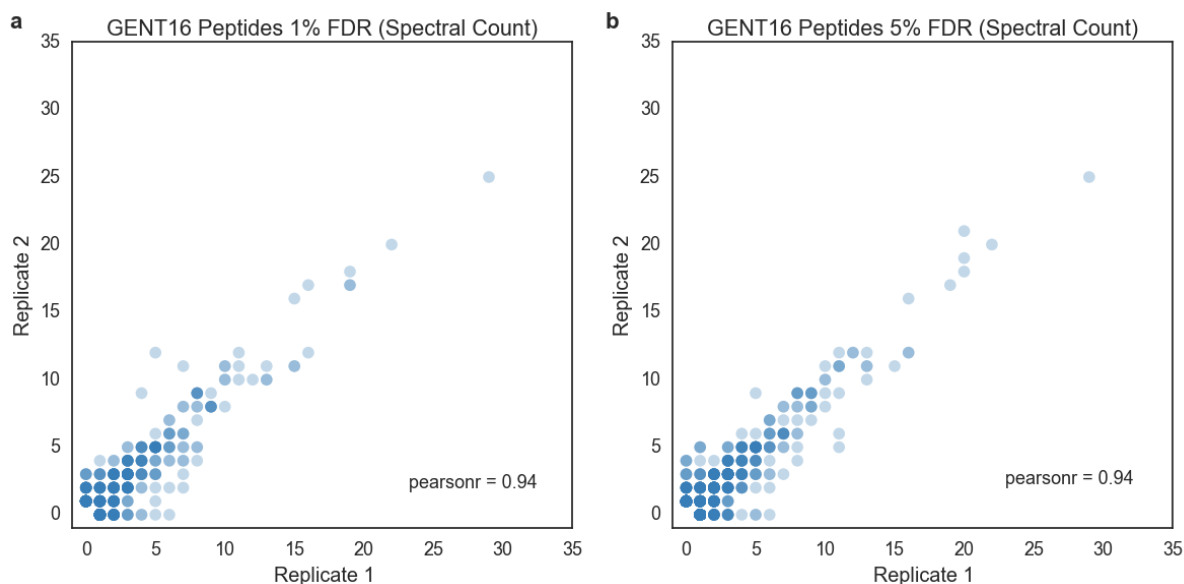 a
GENT16 Peptides 1% FDR (Spectral Count)
35
30
25
20
15
10
5
0
Replicate 2
pearsonr = 0.94
0 5 10 15 20 25 30 35
Replicate 1
b
GENT16 Peptides 5% FDR (Spectral Count)
35
30
25
20
15
10
5
0
Replicate 2
pearsonr = 0.94
0 5 10 15 20 25 30 35
Replicate 1